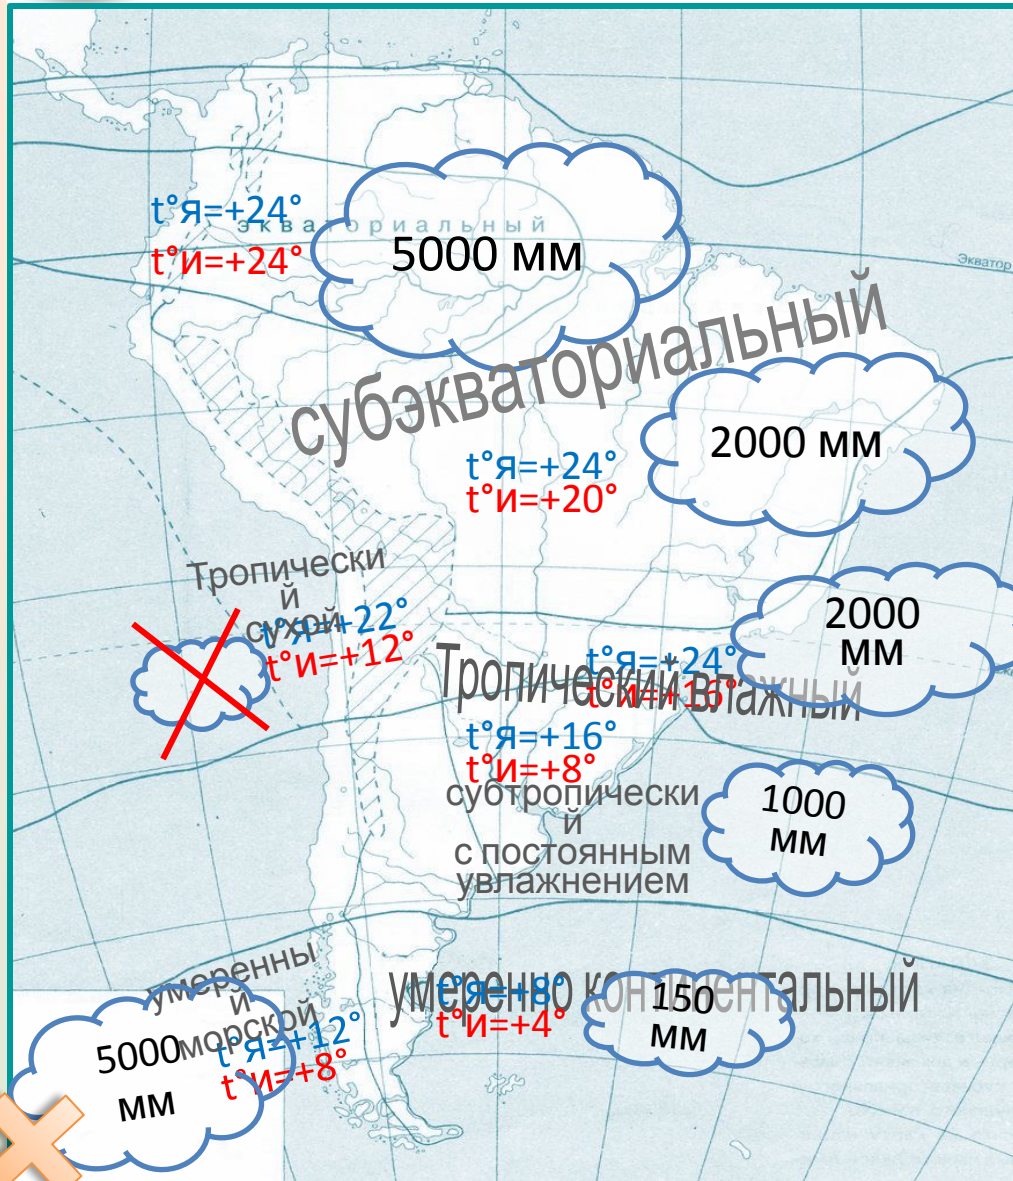 t°я=+24°
экваториальный
t°и=+24°
5000 мм
Экватор
субэкваториальный
2000 мм
t°я=+24°
t°и=+20°
Тропически
й
сухой
t°я=+22°
t°и=+12°
2000
мм
t°я=+24°
t°и=+16°
Тропический влажный
t°я=+16°
t°и=+8°
субтропически
й
с постоянным
увлажнением
1000
мм
умеренны
й
морской
5000
мм
t°я=+12°
t°и=+8°
умеренно континентальный
t°я=+8°
t°и=+4°
150
мм